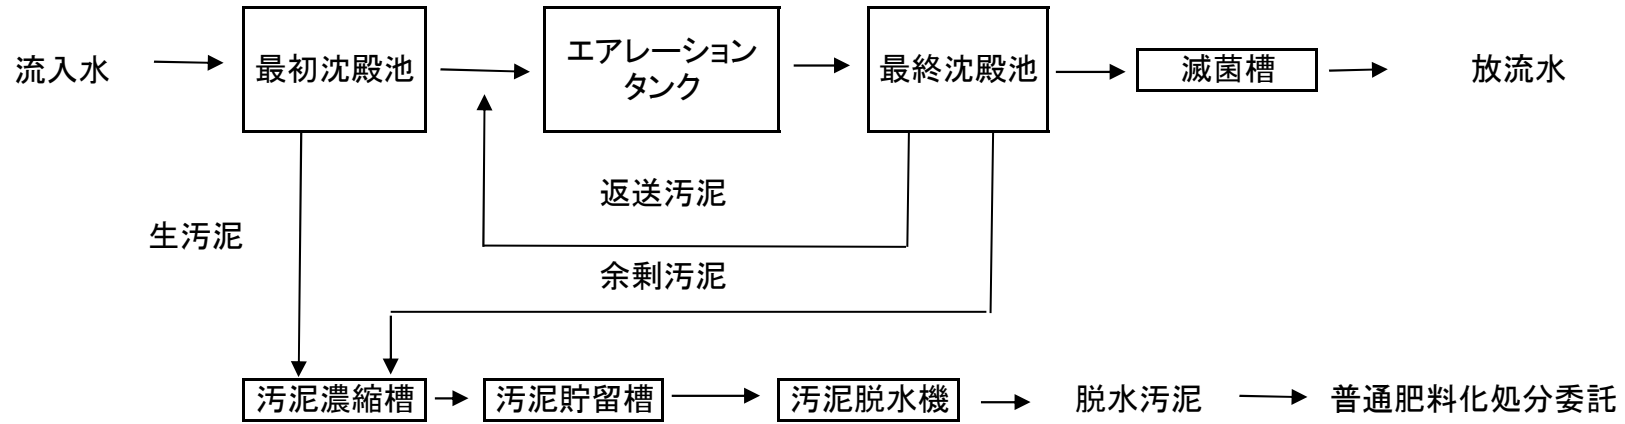 流入水
最初沈殿池
エアレーション
タンク
最終沈殿池
滅菌槽
放流水
返送汚泥
生汚泥
余剰汚泥
汚泥濃縮槽
汚泥貯留槽
汚泥脱水機
脱水汚泥
普通肥料化処分委託